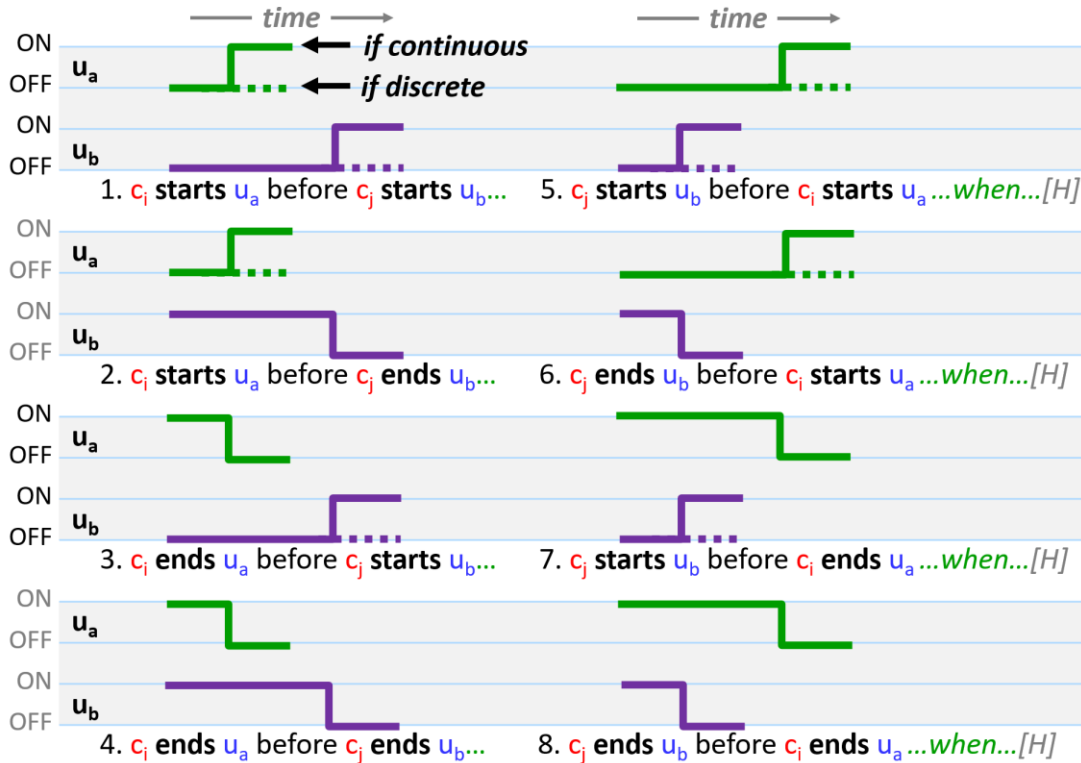 time time
ON if continuous
u_a
OFF if discrete
ON
u_b
OFF
1. c_i starts u_a before c_j starts u_b... 5. c_j starts u_b before c_i starts u_a ...when...[H]
ON
u_a
OFF
ON
u_b
OFF
2. c_i starts u_a before c_j ends u_b... 6. c_j ends u_b before c_i starts u_a ...when...[H]
ON
u_a
OFF
ON
u_b
OFF
3. c_i ends u_a before c_j starts u_b... 7. c_j starts u_b before c_i ends u_a ...when...[H]
ON
u_a
OFF
ON
u_b
OFF
4. c_i ends u_a before c_j ends u_b... 8. c_j ends u_b before c_i ends u_a ...when...[H]